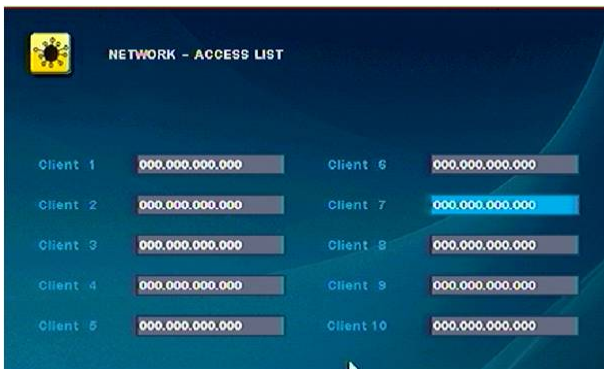 NETWORK - ACCESS LIST
Client 1 000.000.000.000 Client 6 000.000.000.000
Client 2 000.000.000.000 Client 7 000.000.000.000
Client 3 000.000.000.000 Client 8 000.000.000.000
Client 4 000.000.000.000 Client 9 000.000.000.000
Client 5 000.000.000.000 Client 10 000.000.000.000